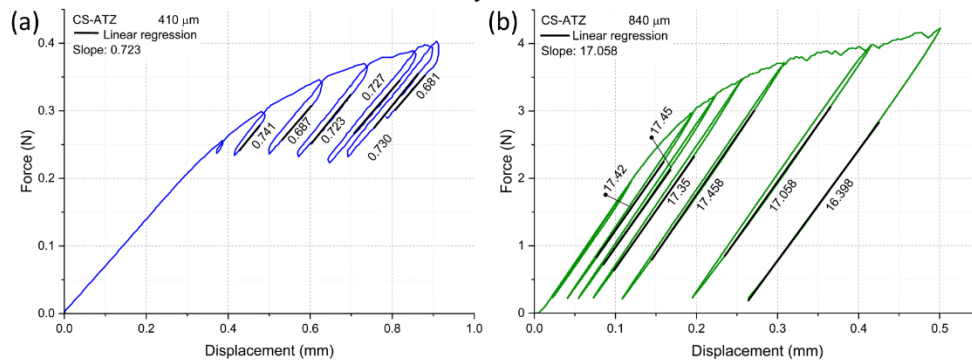 (a)
CS-ATZ 410 μm
Linear regression
Slope: 0.723
0.4
0.3
0.2
0.1
0.0
Force (N)
0.741
0.687
0.723
0.727
0.730
0.681
0.0 0.2 0.4 0.6 0.8 1.0
Displacement (mm)
(b)
CS-ATZ 840 μm
Linear regression
Slope: 17.058
4
3
2
1
0
Force (N)
17.42
17.45
17.35
17.458
17.058
16.398
0.0 0.1 0.2 0.3 0.4 0.5
Displacement (mm)